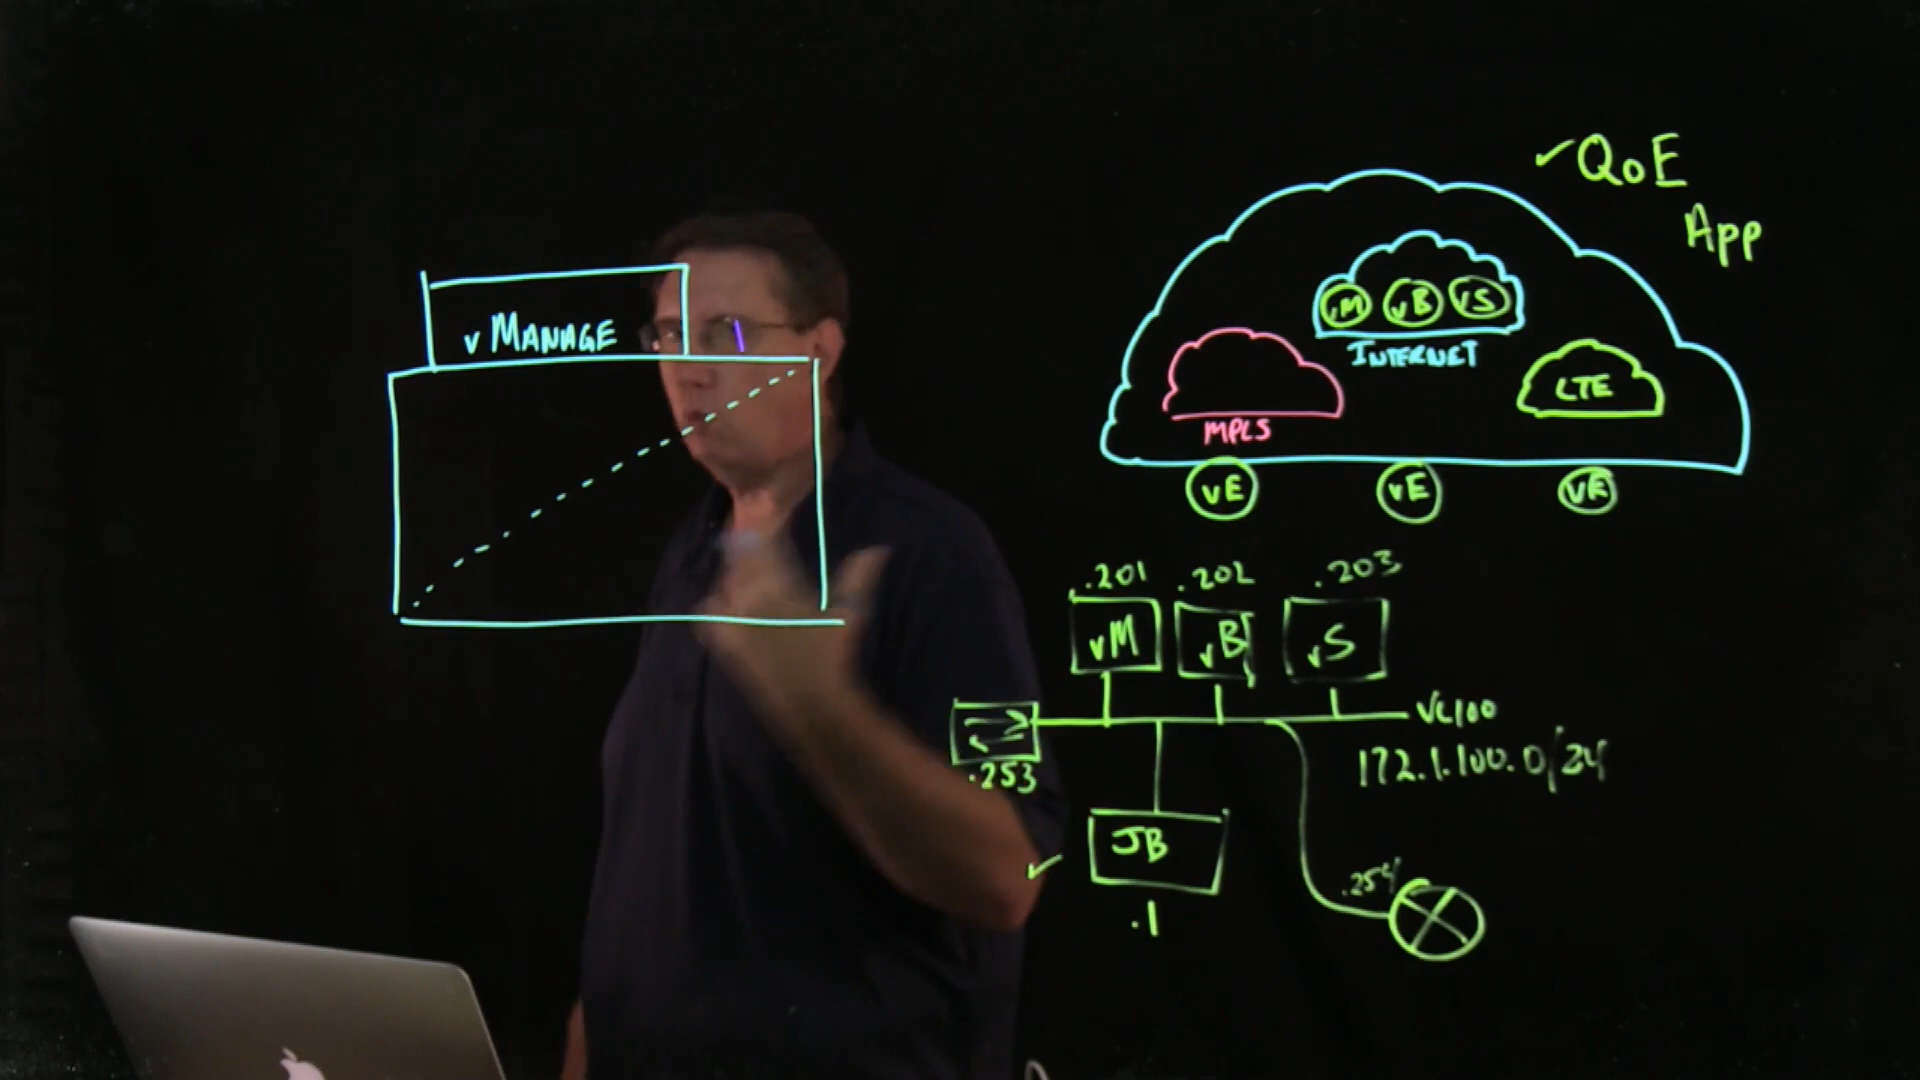 ✓QoE
App
vManage
vM vB vS
Internet
LTE
MPLS
vE vE vE
.201 .202 .203
vM vB vS
VL100
172.1.100.0/24
.253
JB
.254
.1